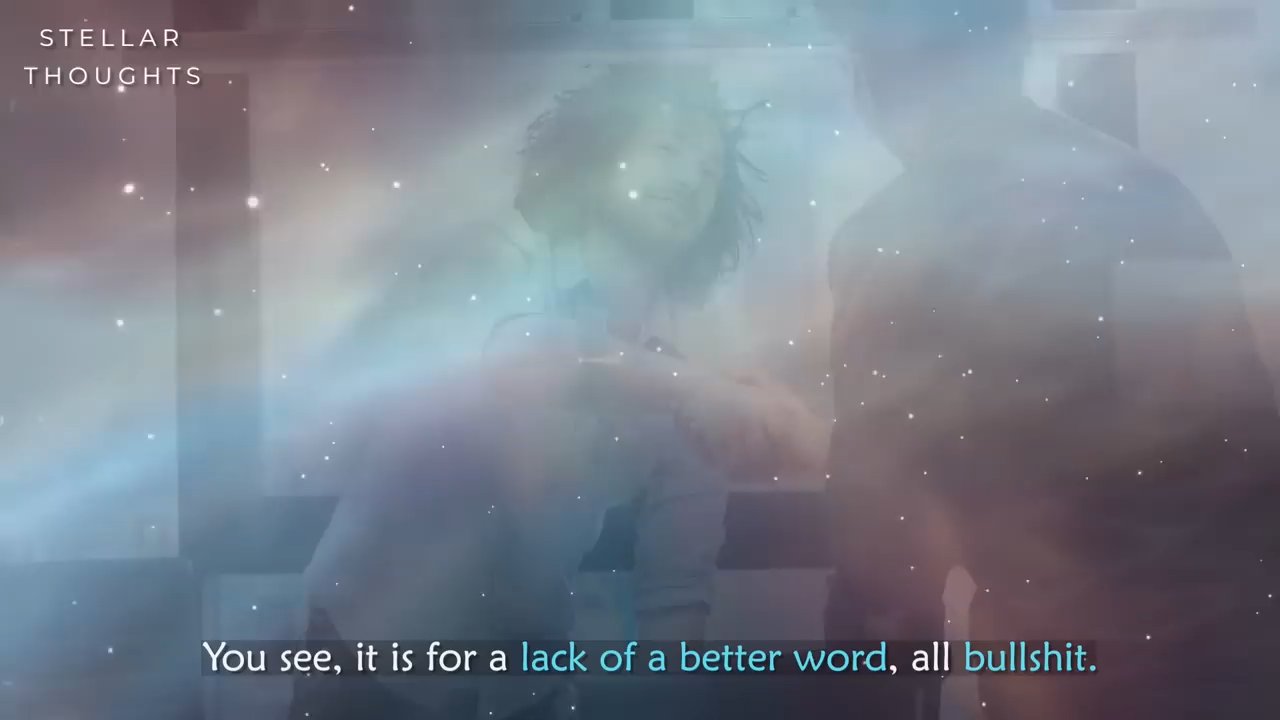 STELLAR
THOUGHTS
You see, it is for a lack of a better word, all bullshit.